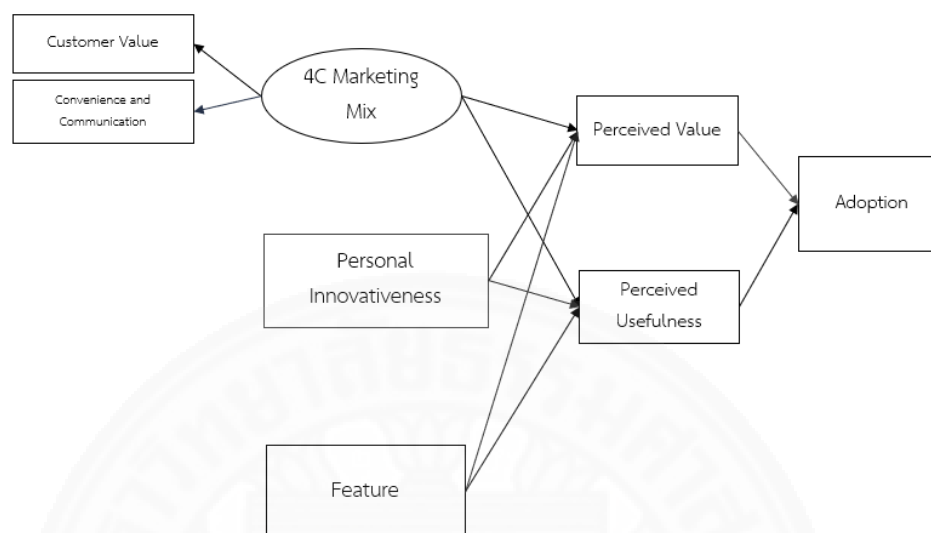 Customer Value
Convenience and
Communication
4C Marketing
Mix
Perceived Value
Adoption
Personal
Innovativeness
Perceived
Usefulness
Feature